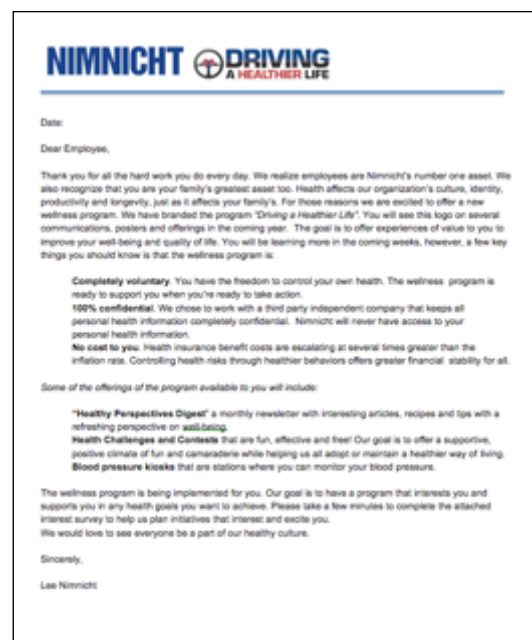 NIMNICHT DRIVING
A HEALTHIER LIFE
Date:
Dear Employee,
Thank you for all the hard work you do every day. We realize employees are Nimnicht's number one asset. We
also recognize that you are your family's greatest asset too. Health affects our organization's culture, identity,
productivity and longevity, just as it affects your family's. For those reasons we are excited to offer a new
wellness program. We have branded the program "Driving a Healthier Life". You will see this logo on several
communications, posters and offerings in the coming year. The goal is to offer experiences of value to you to
improve your well-being and quality of life. You will be learning more in the coming weeks, however, a few key
things you should know is that the wellness program is:
Completely voluntary. You have the freedom to control your own health. The wellness program is
ready to support you when you're ready to take action.
100% confidential. We chose to work with a third party independent company that keeps all
personal health information completely confidential. Nimnicht will never have access to your
personal health information.
No cost to you. Health insurance benefit costs are escalating at several times greater than the
inflation rate. Controlling health risks through healthier behaviors offers greater financial stability for all.
Some of the offerings of the program available to you will include:
"Healthy Perspectives Digest" a monthly newsletter with interesting articles, recipes and tips with a
refreshing perspective on well-being.
Health Challenges and Contests that are fun, effective and free! Our goal is to offer a supportive,
positive climate of fun and camaraderie while helping us all adopt or maintain a healthier way of living.
Blood pressure kiosks that are stations where you can monitor your blood pressure.
The wellness program is being implemented for you. Our goal is to have a program that interests you and
supports you in any health goals you want to achieve. Please take a few minutes to complete the attached
interest survey to help us plan initiatives that interest and excite you.
We would love to see everyone be a part of our healthy culture.
Sincerely,
Lee Nimnicht